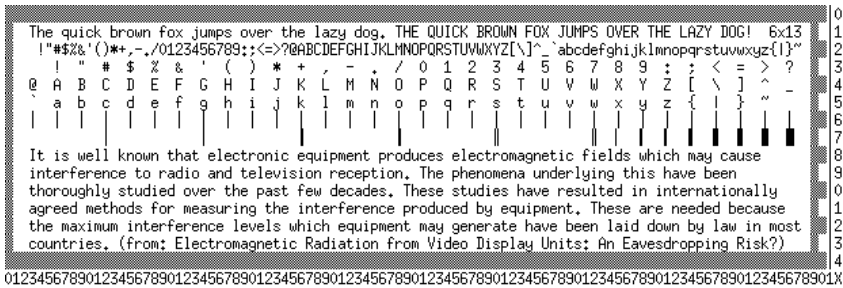 The quick brown fox jumps over the lazy dog. THE QUICK BROWN FOX JUMPS OVER THE LAZY DOG!  6x13 1
!"#$%&'()*+,-./0123456789:;<=>?@ABCDEFGHIJKLMNOPQRSTUVWXYZ[\]^_`abcdefghijklmnopqrstuvwxyz{|}~ 2
! " # $ % & ' ( ) * + , - . / 0 1 2 3 4 5 6 7 8 9 : ; < = > ? 3
@ A B C D E F G H I J K L M N O P Q R S T U V W X Y Z [ \ ] ^ _ 4
` a b c d e f g h i j k l m n o p q r s t u v w x y z { | } ~ 5
6
7
It is well known that electronic equipment produces electromagnetic fields which may cause 8
interference to radio and television reception. The phenomena underlying this have been 9
thoroughly studied over the past few decades. These studies have resulted in internationally 0
agreed methods for measuring the interference produced by equipment. These are needed because 1
the maximum interference levels which equipment may generate have been laid down by law in most 2
countries. (from: Electromagnetic Radiation from Video Display Units: An Eavesdropping Risk?) 3
4
01234567890123456789012345678901234567890123456789012345678901234567890123456789012345678901234567890123456789X